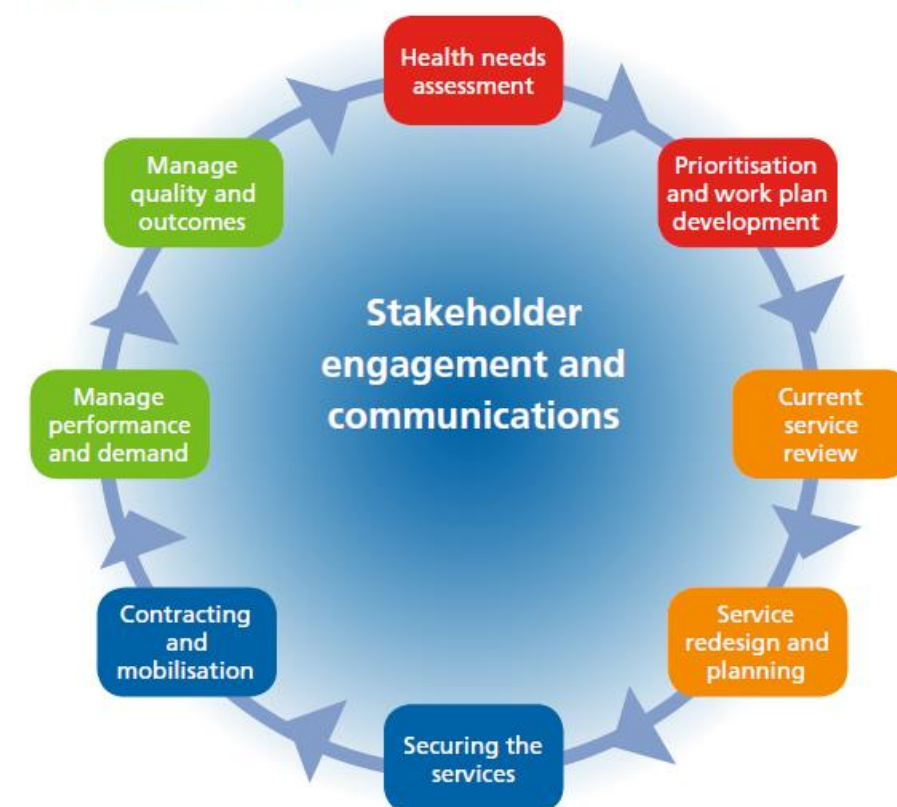 Health needs
assessment
Prioritisation
and work plan
development
Current
service
review
Service
redesign and
planning
Securing the
services
Contracting
and
mobilisation
Manage
performance
and demand
Manage
quality and
outcomes
Stakeholder
engagement and
communications